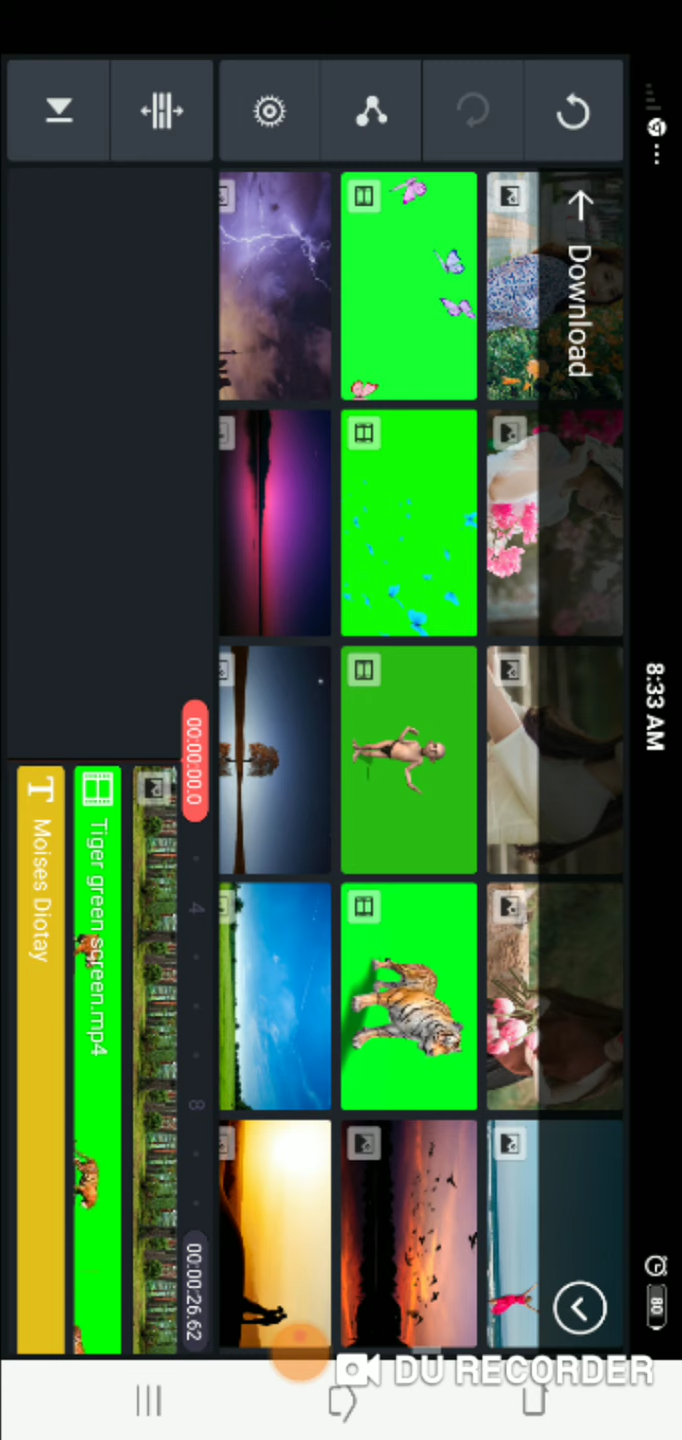 8:33 AM
80
Download
00:00:00.0
4
8
00:00:26.62
Tiger green screen.mp4
T Moises Diotay
DU RECORDER